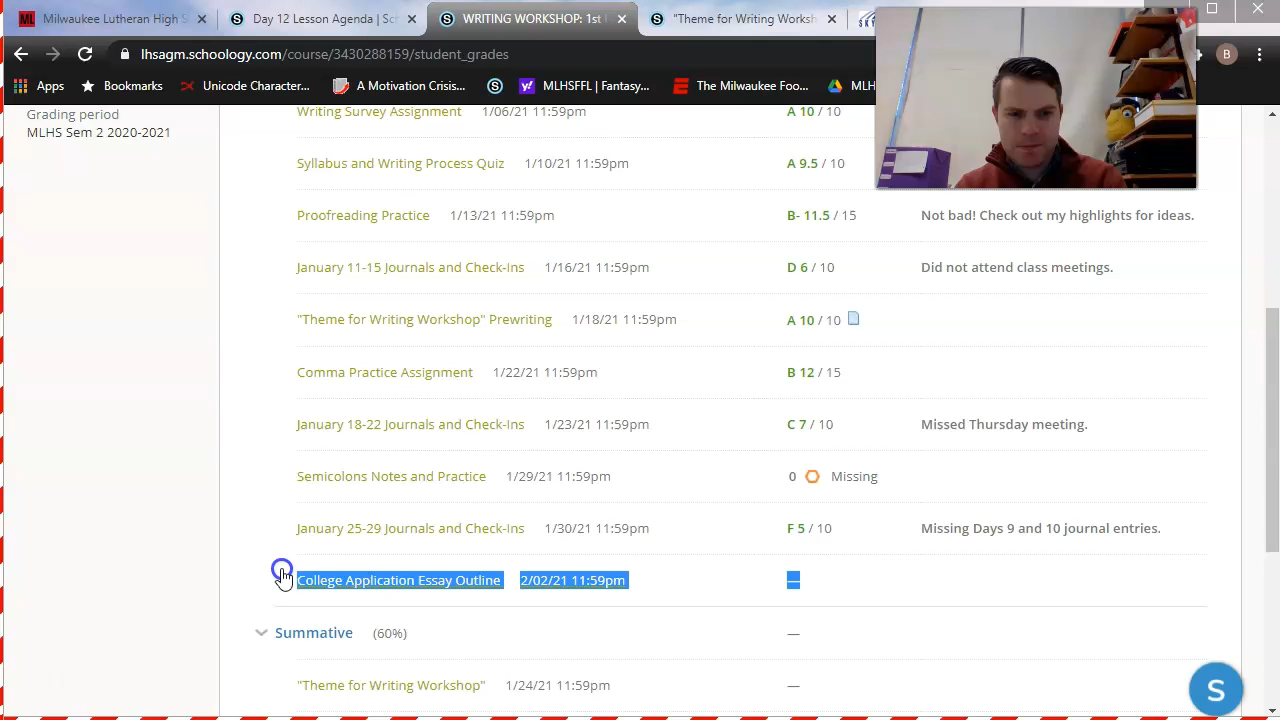 Milwaukee Lutheran High S
Day 12 Lesson Agenda | Sc
WRITING WORKSHOP: 1st
"Theme for Writing Worksh
SKY
lhsagm.schoology.com/course/3430288159/student_grades
B
Apps
Bookmarks
Unicode Character...
A Motivation Crisis...
MLHSFFL | Fantasy...
The Milwaukee Foo...
MLH
Grading period
MLHS Sem 2 2020-2021
Writing Survey Assignment 1/06/21 11:59pm A 10 / 10
Syllabus and Writing Process Quiz 1/10/21 11:59pm A 9.5 / 10
Proofreading Practice 1/13/21 11:59pm B- 11.5 / 15 Not bad! Check out my highlights for ideas.
January 11-15 Journals and Check-Ins 1/16/21 11:59pm D 6 / 10 Did not attend class meetings.
"Theme for Writing Workshop" Prewriting 1/18/21 11:59pm A 10 / 10
Comma Practice Assignment 1/22/21 11:59pm B 12 / 15
January 18-22 Journals and Check-Ins 1/23/21 11:59pm C 7 / 10 Missed Thursday meeting.
Semicolons Notes and Practice 1/29/21 11:59pm 0 Missing
January 25-29 Journals and Check-Ins 1/30/21 11:59pm F 5 / 10 Missing Days 9 and 10 journal entries.
College Application Essay Outline 2/02/21 11:59pm —
Summative (60%) —
"Theme for Writing Workshop" 1/24/21 11:59pm —
S